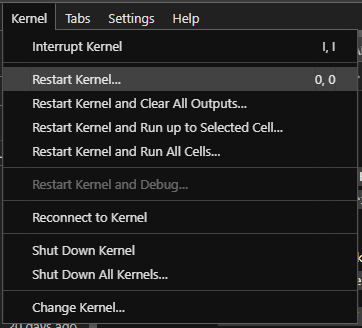 Kernel Tabs Settings Help
Interrupt Kernel I, I
Restart Kernel... 0, 0
Restart Kernel and Clear All Outputs...
Restart Kernel and Run up to Selected Cell...
Restart Kernel and Run All Cells...
Restart Kernel and Debug...
Reconnect to Kernel
Shut Down Kernel
Shut Down All Kernels...
Change Kernel...
20 days ago